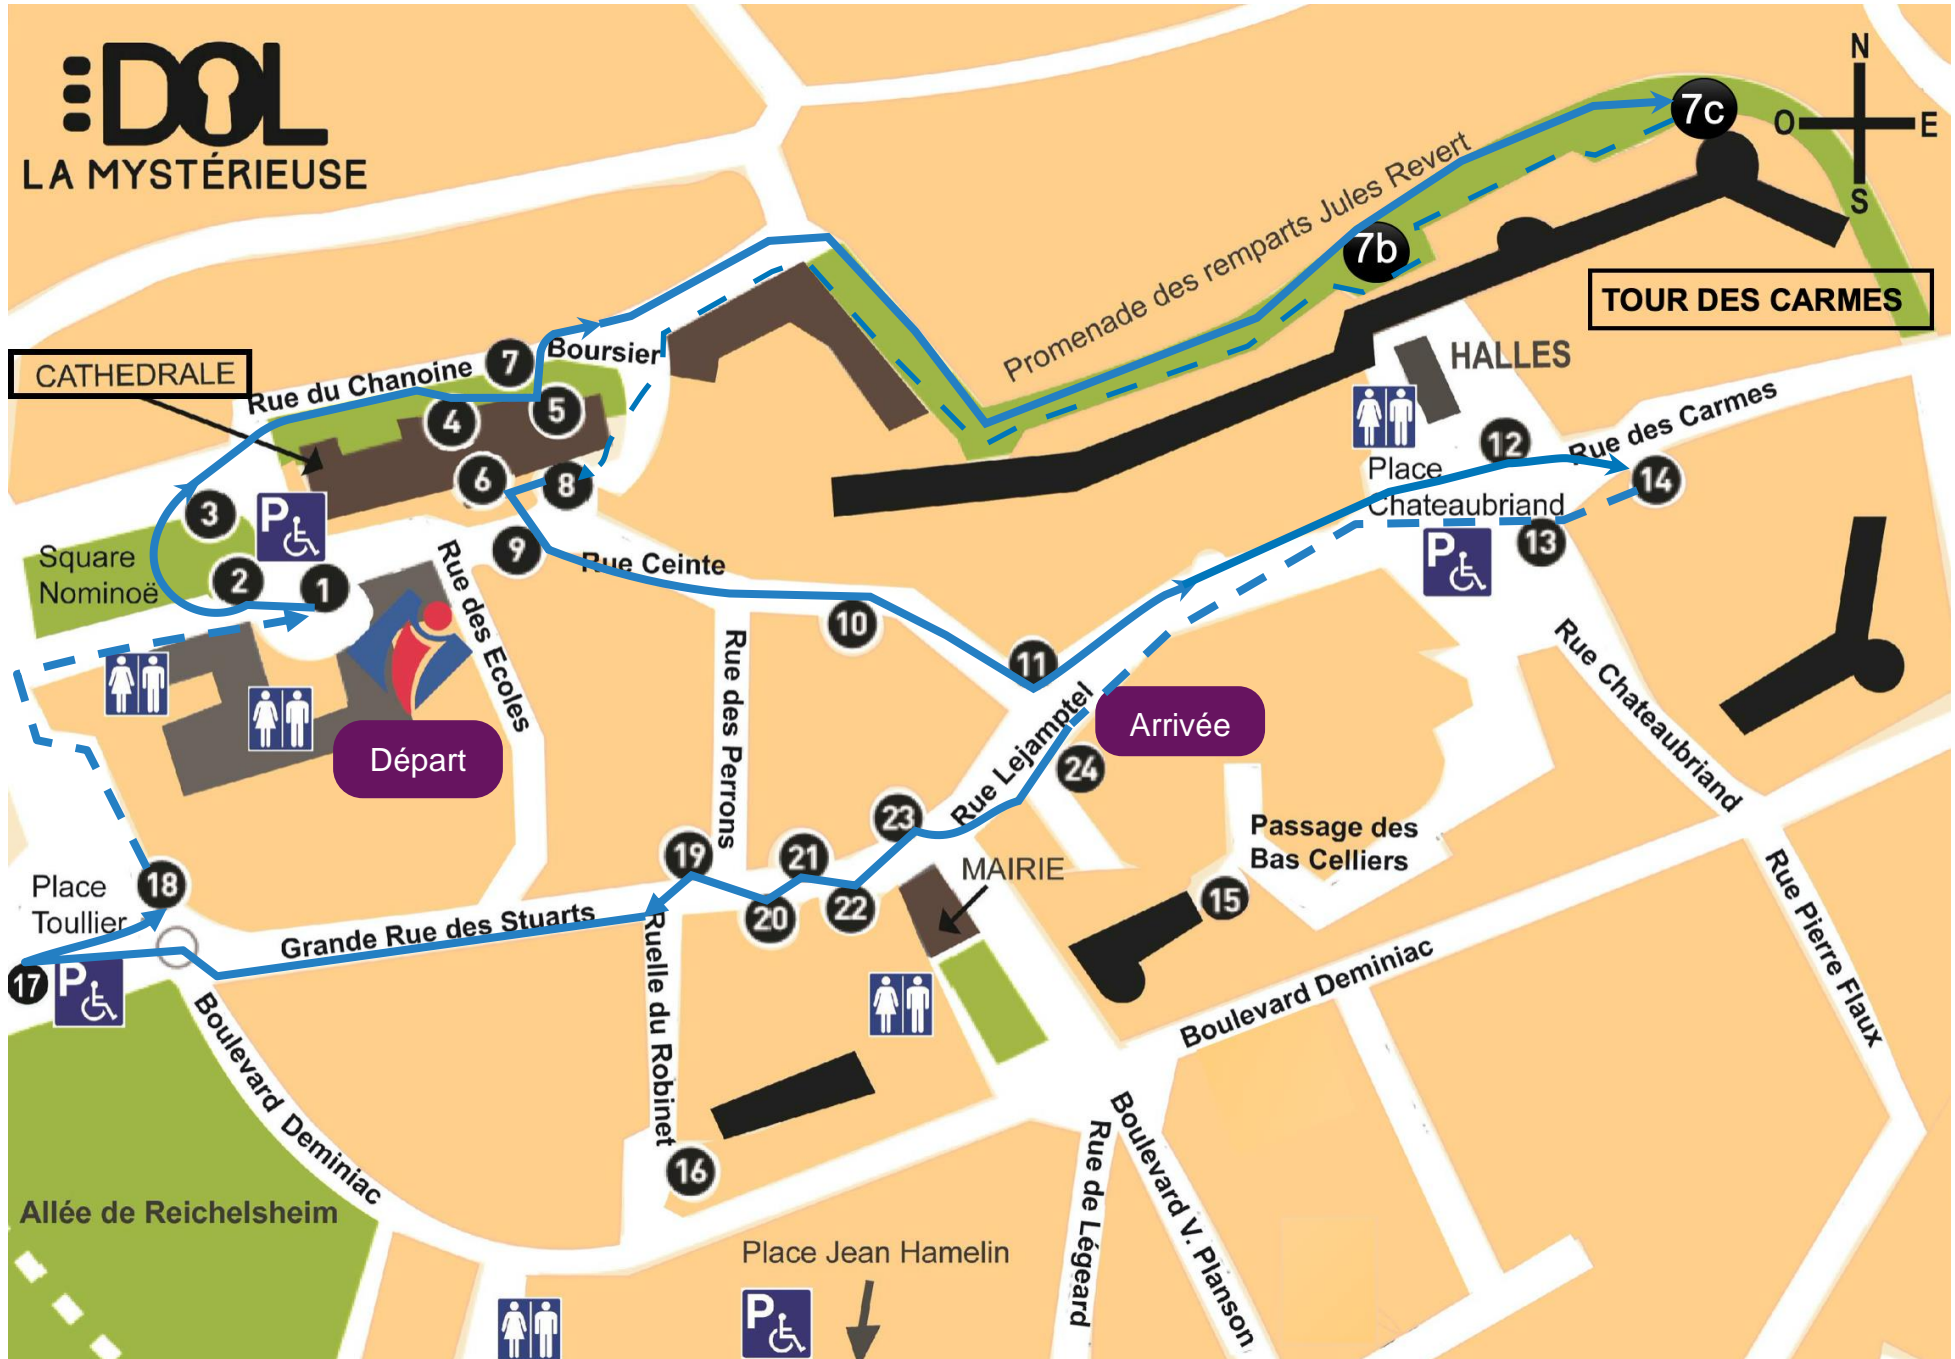 DOL
LA MYSTÉRIEUSE
N
O
E
S
7c
7b
Promenade des remparts Jules Revert
TOUR DES CARMES
CATHEDRALE
Rue du Chanoine
7
Boursier
4
5
6
8
3
P
Square
Nominoë
2
1
9
Rue Ceinte
Rue des Ecoles
10
11
HALLES
12
Rue des Carmes
Place
Chateaubriand
14
13
P
Rue Chateaubriand
Départ
Rue des Perrons
Rue Lejamptel
Arrivée
24
23
19
21
20
22
MAIRIE
Passage des
Bas Celliers
15
Place
Toullier
18
17
P
Grande Rue des Stuarts
Ruelle du Robinet
16
Boulevard Deminiac
Boulevard Deminiac
Rue Pierre Flaux
Rue de Légeard
Boulevard V. Planson
Allée de Reichelsheim
Place Jean Hamelin
P